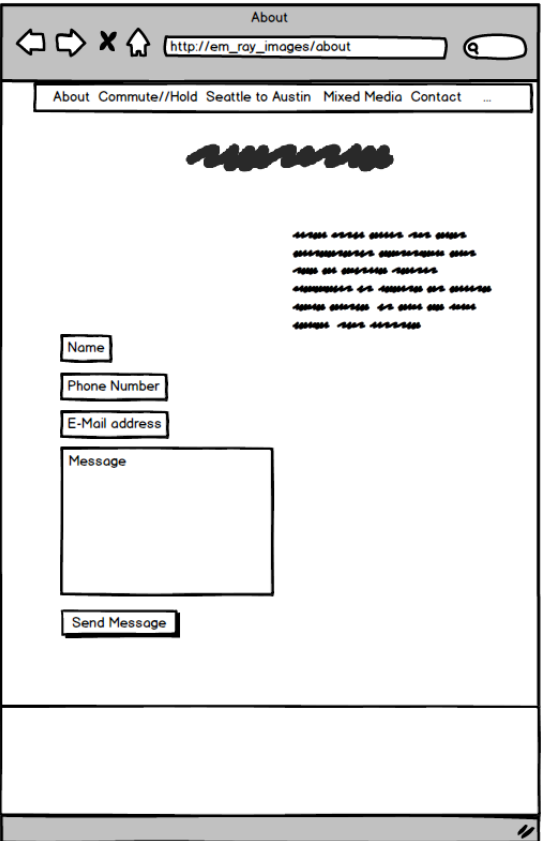 About
http://em_ray_images/about
About Commute//Hold Seattle to Austin Mixed Media Contact ...
Name
Phone Number
E-Mail address
Message
Send Message